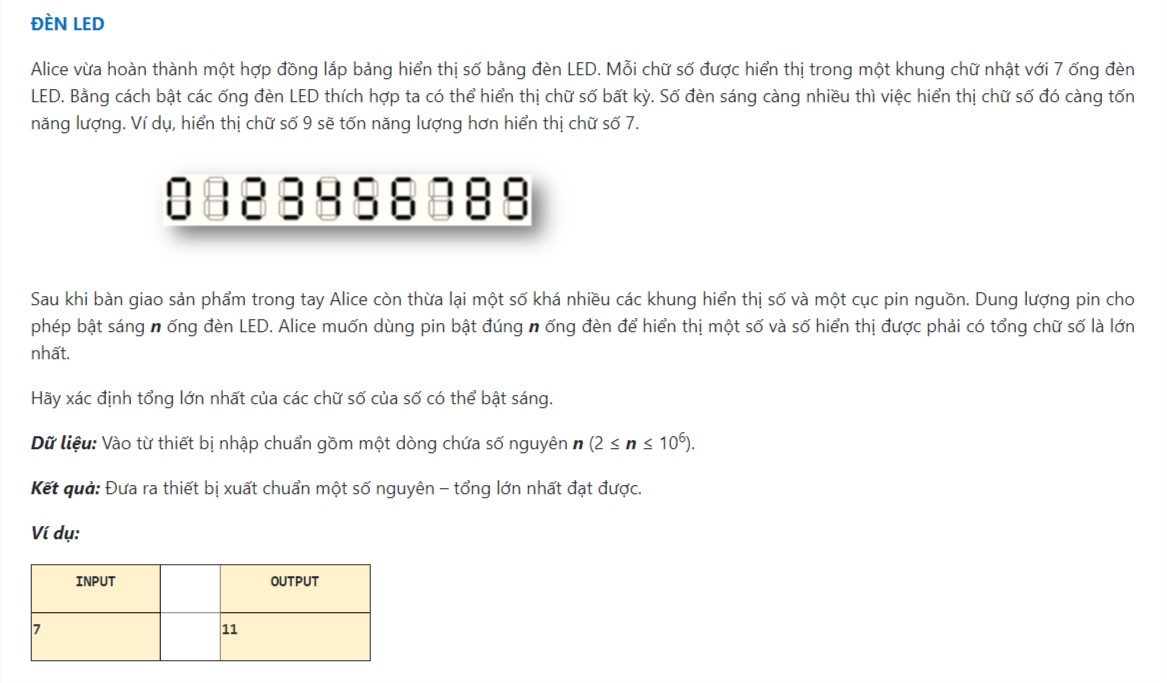 ĐÈN LED
Alice vừa hoàn thành một hợp đồng lắp bảng hiển thị số bằng đèn LED. Mỗi chữ số được hiển thị trong một khung chữ nhật với 7 ống đèn
LED. Bằng cách bật các ống đèn LED thích hợp ta có thể hiển thị chữ số bất kỳ. Số đèn sáng càng nhiều thì việc hiển thị chữ số đó càng tốn
năng lượng. Ví dụ, hiển thị chữ số 9 sẽ tốn năng lượng hơn hiển thị chữ số 7.
0123456789
Sau khi bàn giao sản phẩm trong tay Alice còn thừa lại một số khá nhiều các khung hiển thị số và một cục pin nguồn. Dung lượng pin cho
phép bật sáng n ống đèn LED. Alice muốn dùng pin bật đúng n ống đèn để hiển thị một số và số hiển thị được phải có tổng chữ số là lớn
nhất.
Hãy xác định tổng lớn nhất của các chữ số của số có thể bật sáng.
Dữ liệu: Vào từ thiết bị nhập chuẩn gồm một dòng chứa số nguyên n (2 ≤ n ≤ 10⁶).
Kết quả: Đưa ra thiết bị xuất chuẩn một số nguyên – tổng lớn nhất đạt được.
Ví dụ:
INPUT OUTPUT
7 11